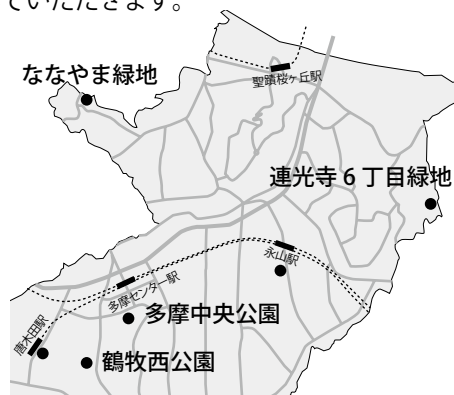 ていただきます。
ななやま緑地
聖蹟桜ヶ丘駅
連光寺６丁目緑地
永山駅
多摩センター駅
多摩中央公園
唐木田駅
鶴牧西公園